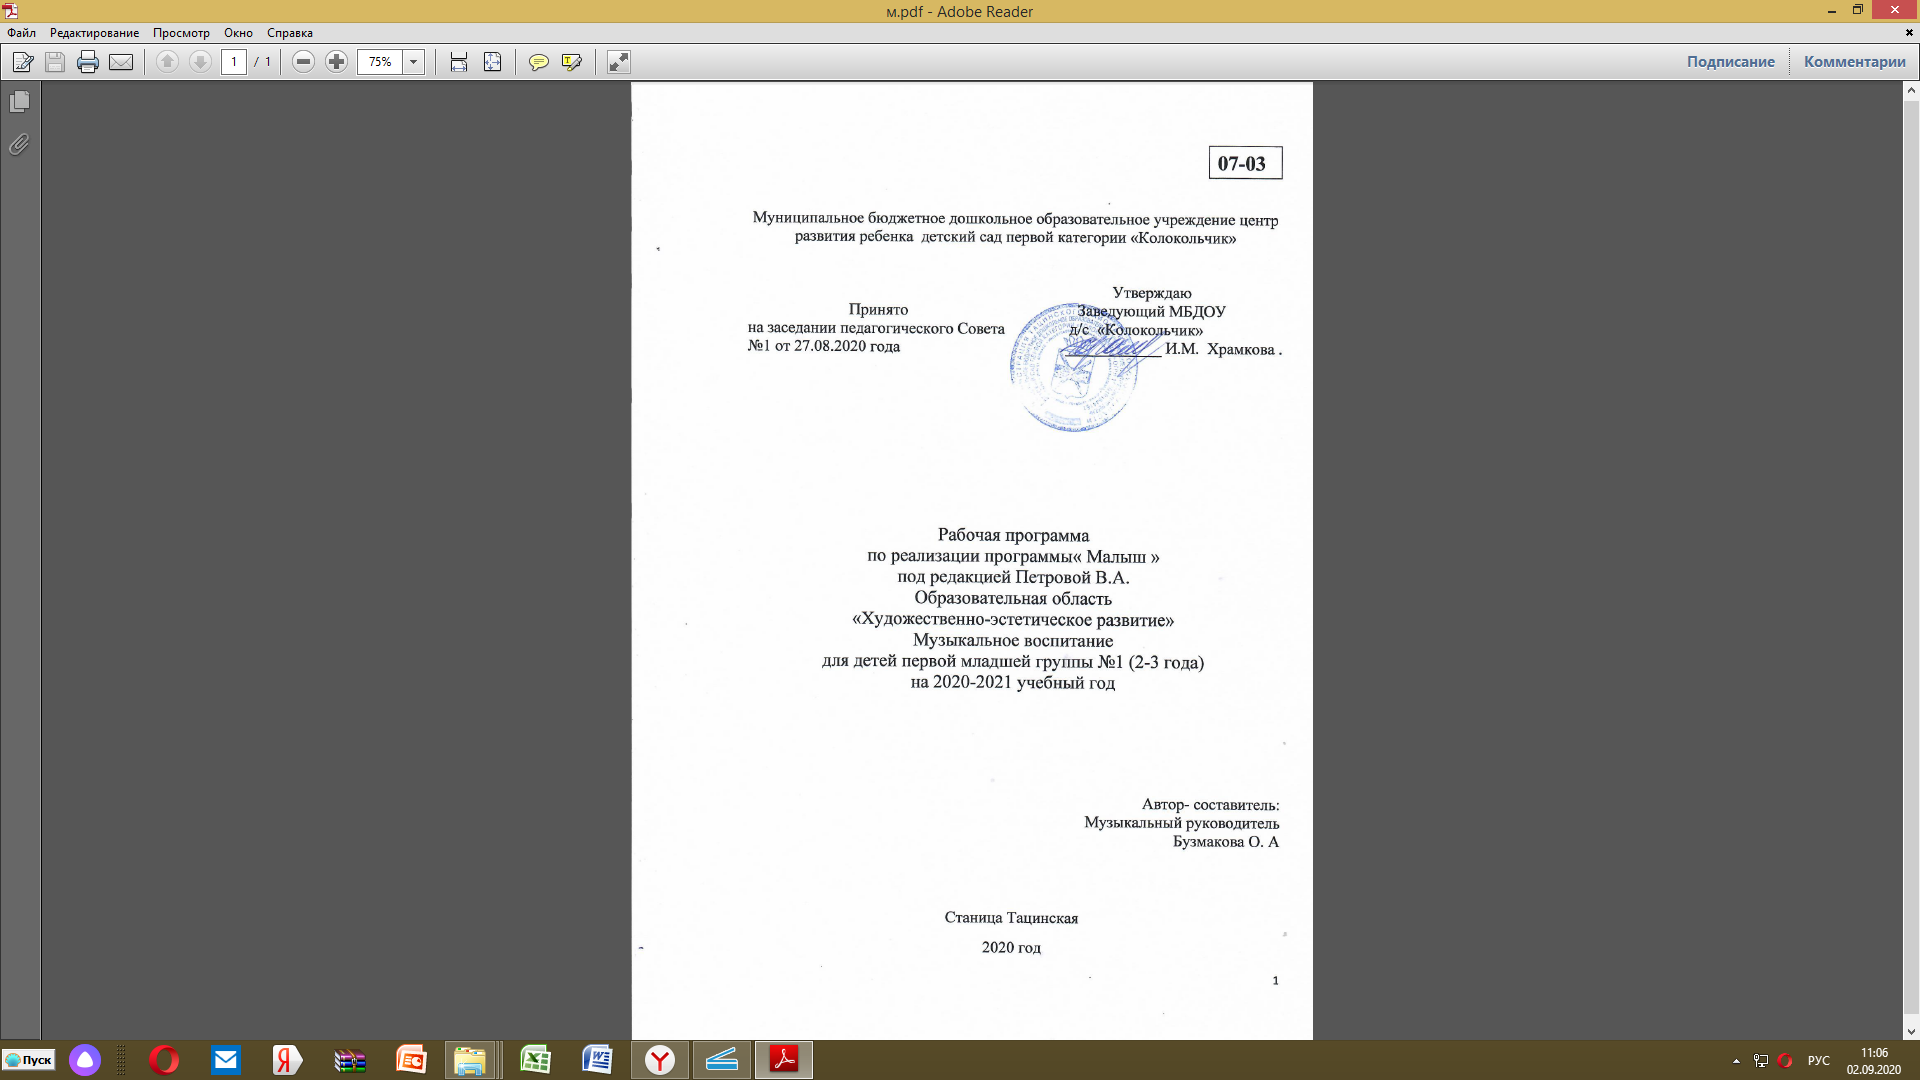 м.pdf - Adobe Reader
Файл Редактирование Просмотр Окно Справка
1 / 1 75% Подписание Комментарии
07-03
Муниципальное бюджетное дошкольное образовательное учреждение центр
развития ребенка детский сад первой категории «Колокольчик»
Принято
на заседании педагогического Совета
№1 от 27.08.2020 года
Утверждаю
Заведующий МБДОУ
д/с «Колокольчик»
И.М. Храмкова .
Рабочая программа
по реализации программы« Малыш »
под редакцией Петровой В.А.
Образовательная область
«Художественно-эстетическое развитие»
Музыкальное воспитание
для детей первой младшей группы №1 (2-3 года)
на 2020-2021 учебный год
Автор- составитель:
Музыкальный руководитель
Бузмакова О. А
Станица Тацинская
2020 год
1
Пуск
РУС
11:06
02.09.2020